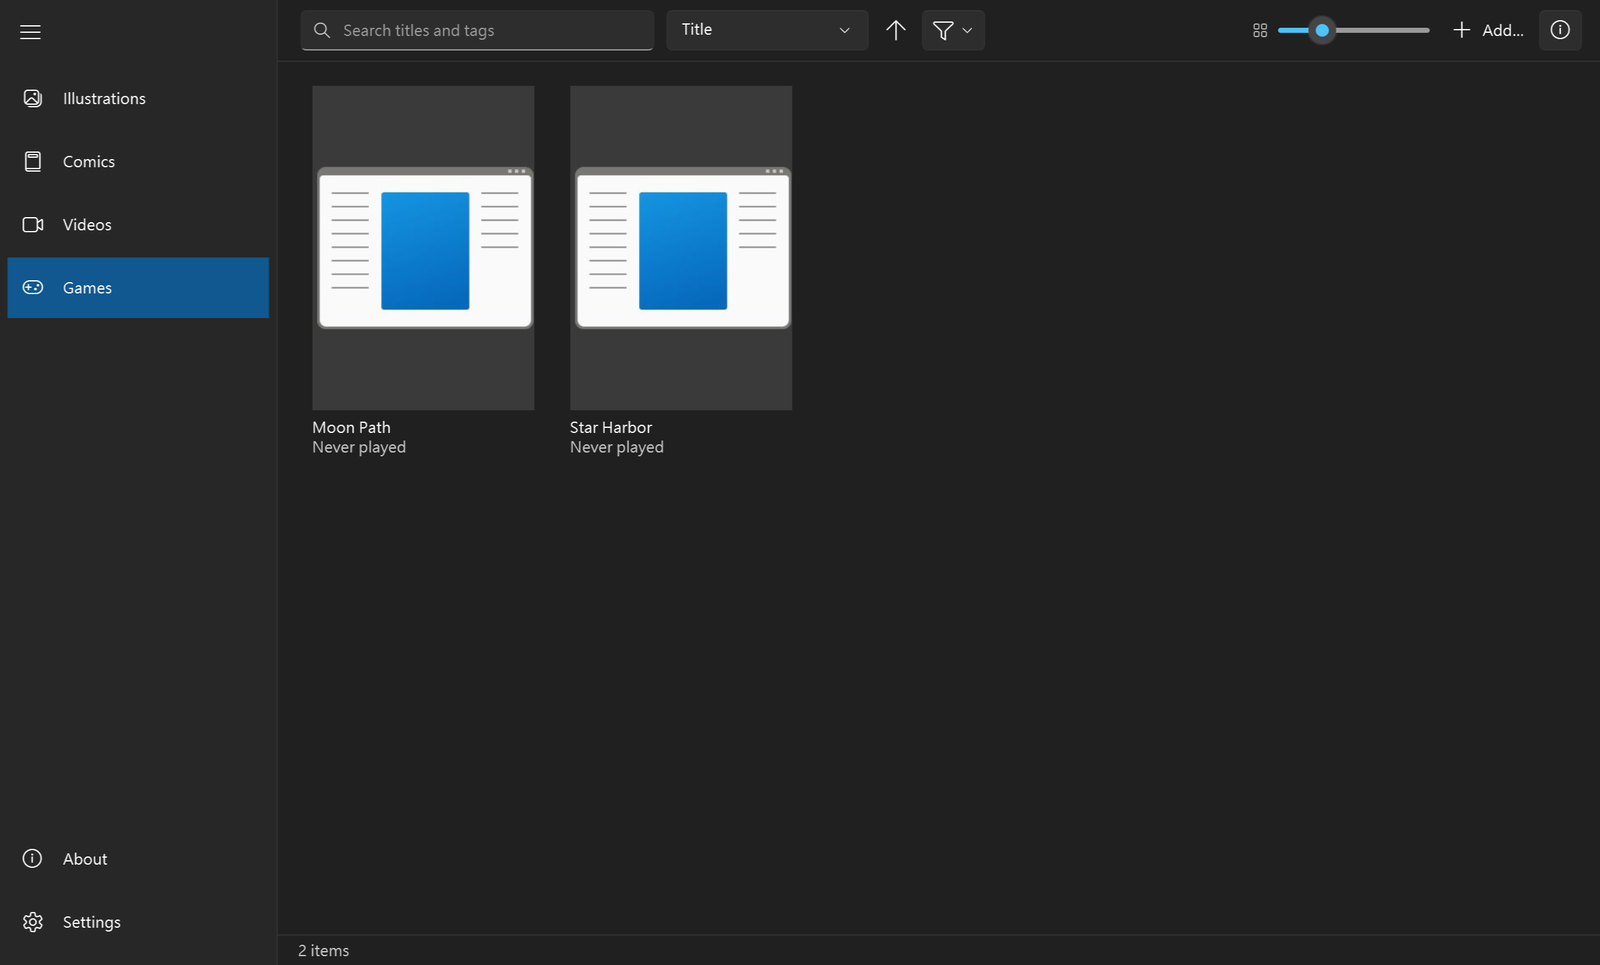 Search titles and tags
Title
Add...
Illustrations
Comics
Videos
Games
Moon Path
Never played
Star Harbor
Never played
About
Settings
2 items